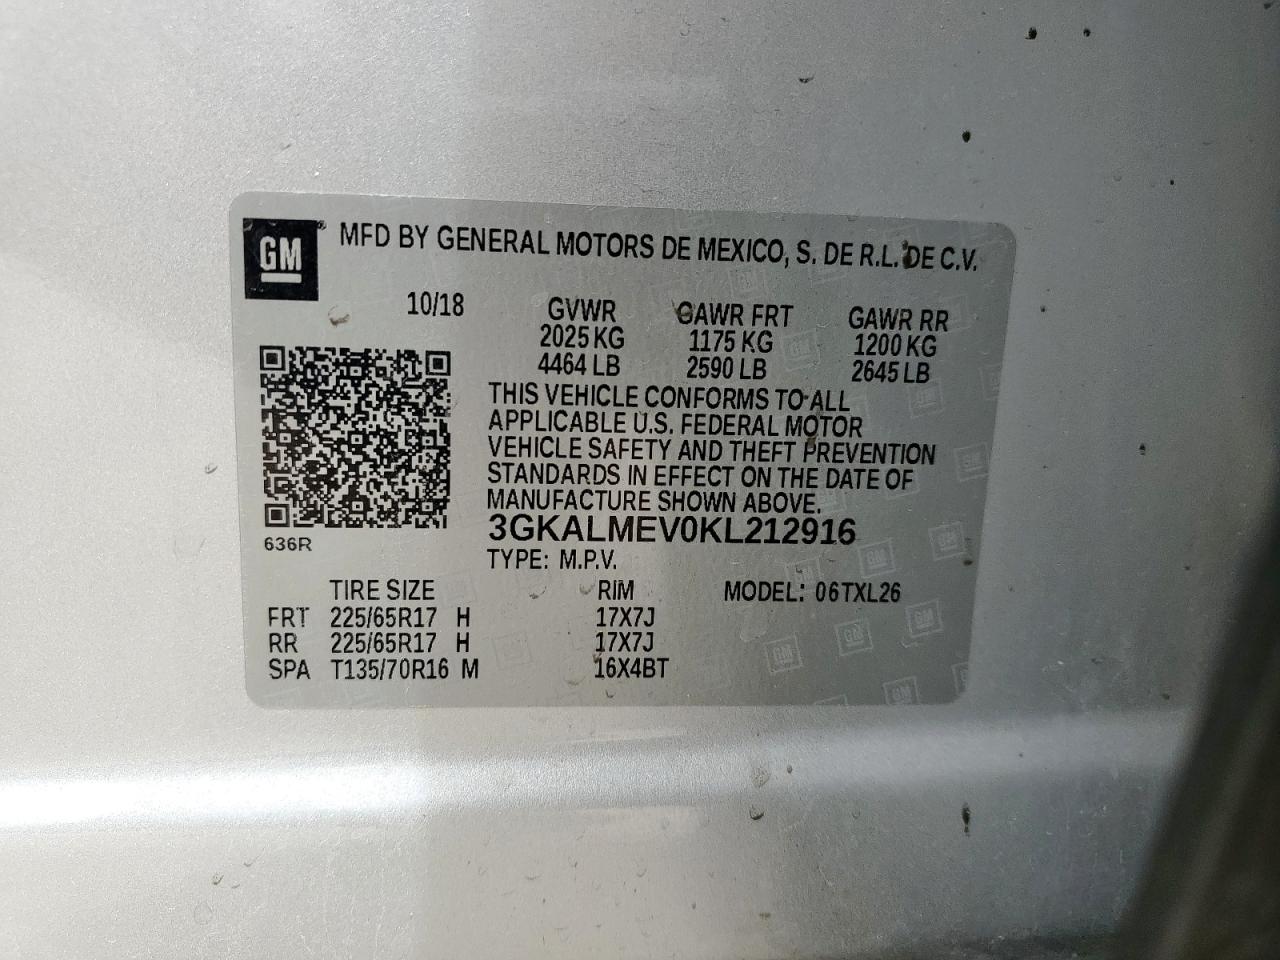 GM
MFD BY GENERAL MOTORS DE MEXICO, S. DE R.L. DE C.V.
10/18 GVWR GAWR FRT GAWR RR
2025 KG 1175 KG 1200 KG
4464 LB 2590 LB 2645 LB
THIS VEHICLE CONFORMS TO ALL
APPLICABLE U.S. FEDERAL MOTOR
VEHICLE SAFETY AND THEFT PREVENTION
STANDARDS IN EFFECT ON THE DATE OF
MANUFACTURE SHOWN ABOVE.
3GKALMEV0KL212916
636R
TYPE: M.P.V.
TIRE SIZE RIM MODEL: 06TXL26
FRT 225/65R17 H 17X7J
RR 225/65R17 H 17X7J
SPA T135/70R16 M 16X4BT